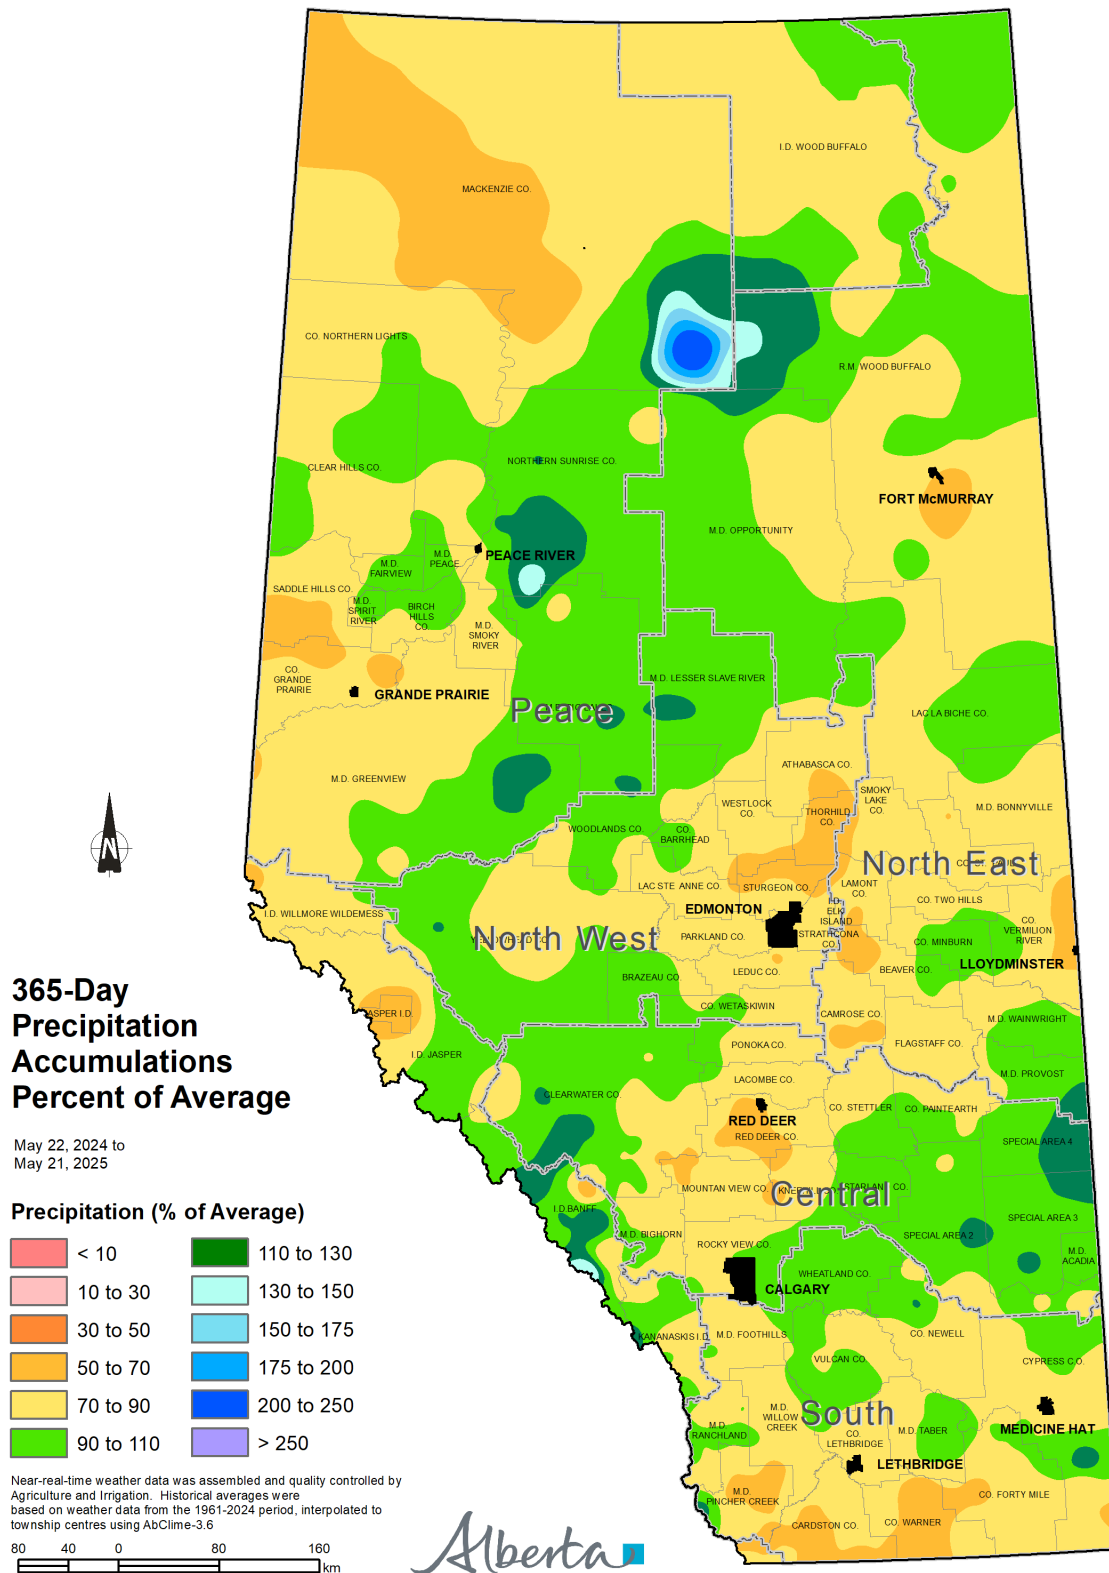 I.D. WOOD BUFFALO
MACKENZIE CO.
CO. NORTHERN LIGHTS
R.M. WOOD BUFFALO
CLEAR HILLS CO.
NORTHERN SUNRISE CO.
FORT McMURRAY
M.D. OPPORTUNITY
PEACE RIVER
M.D.
PEACE
M.D.
FAIRVIEW
SADDLE HILLS CO.
M.D.
SPIRIT
RIVER
BIRCH
HILLS
CO.
M.D.
SMOKY
RIVER
CO.
GRANDE
PRAIRIE
GRANDE PRAIRIE
M.D. LESSER SLAVE RIVER
Peace
LAC LA BICHE CO.
M.D. GREENVIEW
ATHABASCA CO.
SMOKY
LAKE
CO.
M.D. BONNYVILLE
WESTLOCK
CO.
THORHILD
CO.
WOODLANDS CO.
CO.
BARRHEAD
North East
LAC STE ANNE CO.
STURGEON CO.
LAMONT
CO.
I.D.
ELK
ISLAND
CO. TWO HILLS
EDMONTON
I.D. WILLMORE WILDERNESS
North West
PARKLAND CO.
STRATHCONA
CO.
CO. MINBURN
CO.
VERMILION
RIVER
LLOYDMINSTER
BRAZEAU CO.
LEDUC CO.
BEAVER CO.
CO. WETASKIWIN
CAMROSE CO.
M.D. WAINWRIGHT
JASPER I.D.
I.D. JASPER
PONOKA CO.
FLAGSTAFF CO.
365-Day
Precipitation
Accumulations
Percent of Average
LACOMBE CO.
M.D. PROVOST
CLEARWATER CO.
RED DEER
RED DEER CO.
CO. STETTLER
CO. PAINTEARTH
SPECIAL AREA 4
May 22, 2024 to
May 21, 2025
MOUNTAN VIEW CO.
Central
STARLAND CO.
I.D.BANFF
M.D. BIGHORN
ROCKY VIEW CO.
SPECIAL AREA 2
SPECIAL AREA 3
M.D.
ACADIA
WHEATLAND CO.
CALGARY
KANANASKIS I.D.
M.D. FOOTHILLS
CO. NEWELL
VULCAN CO.
CYPRESS C.O.
South
M.D.
WILLOW
CREEK
M.D.
RANCHLAND
CO.
LETHBRIDGE
M.D. TABER
MEDICINE HAT
LETHBRIDGE
M.D.
PINCHER CREEK
CO. FORTY MILE
CARDSTON CO.
CO. WARNER
N
Precipitation (% of Average)
< 10
10 to 30
30 to 50
50 to 70
70 to 90
90 to 110
110 to 130
130 to 150
150 to 175
175 to 200
200 to 250
> 250
Near-real-time weather data was assembled and quality controlled by
Agriculture and Irrigation. Historical averages were
based on weather data from the 1961-2024 period, interpolated to
township centres using AbClime-3.6
80 40 0 80 160
km
Alberta